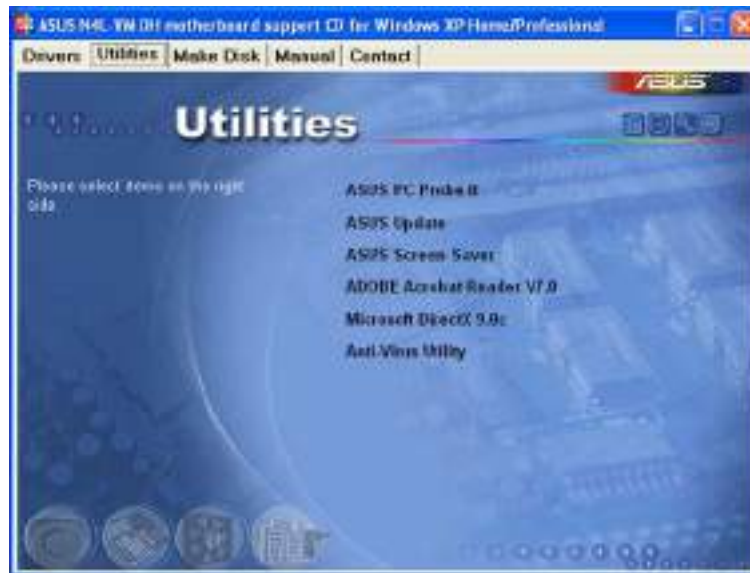 ASUS N4L-VM DH motherboard support CD for Windows XP Home/Professional
Drivers Utilities Make Disk Manual Contact
ASUS
Utilities
Please select items on the right
side
ASUS PC Probe II
ASUS Update
ASUS Screen Saver
ADOBE Acrobat Reader V7.0
Microsoft DirectX 9.0c
Anti-Virus Utility